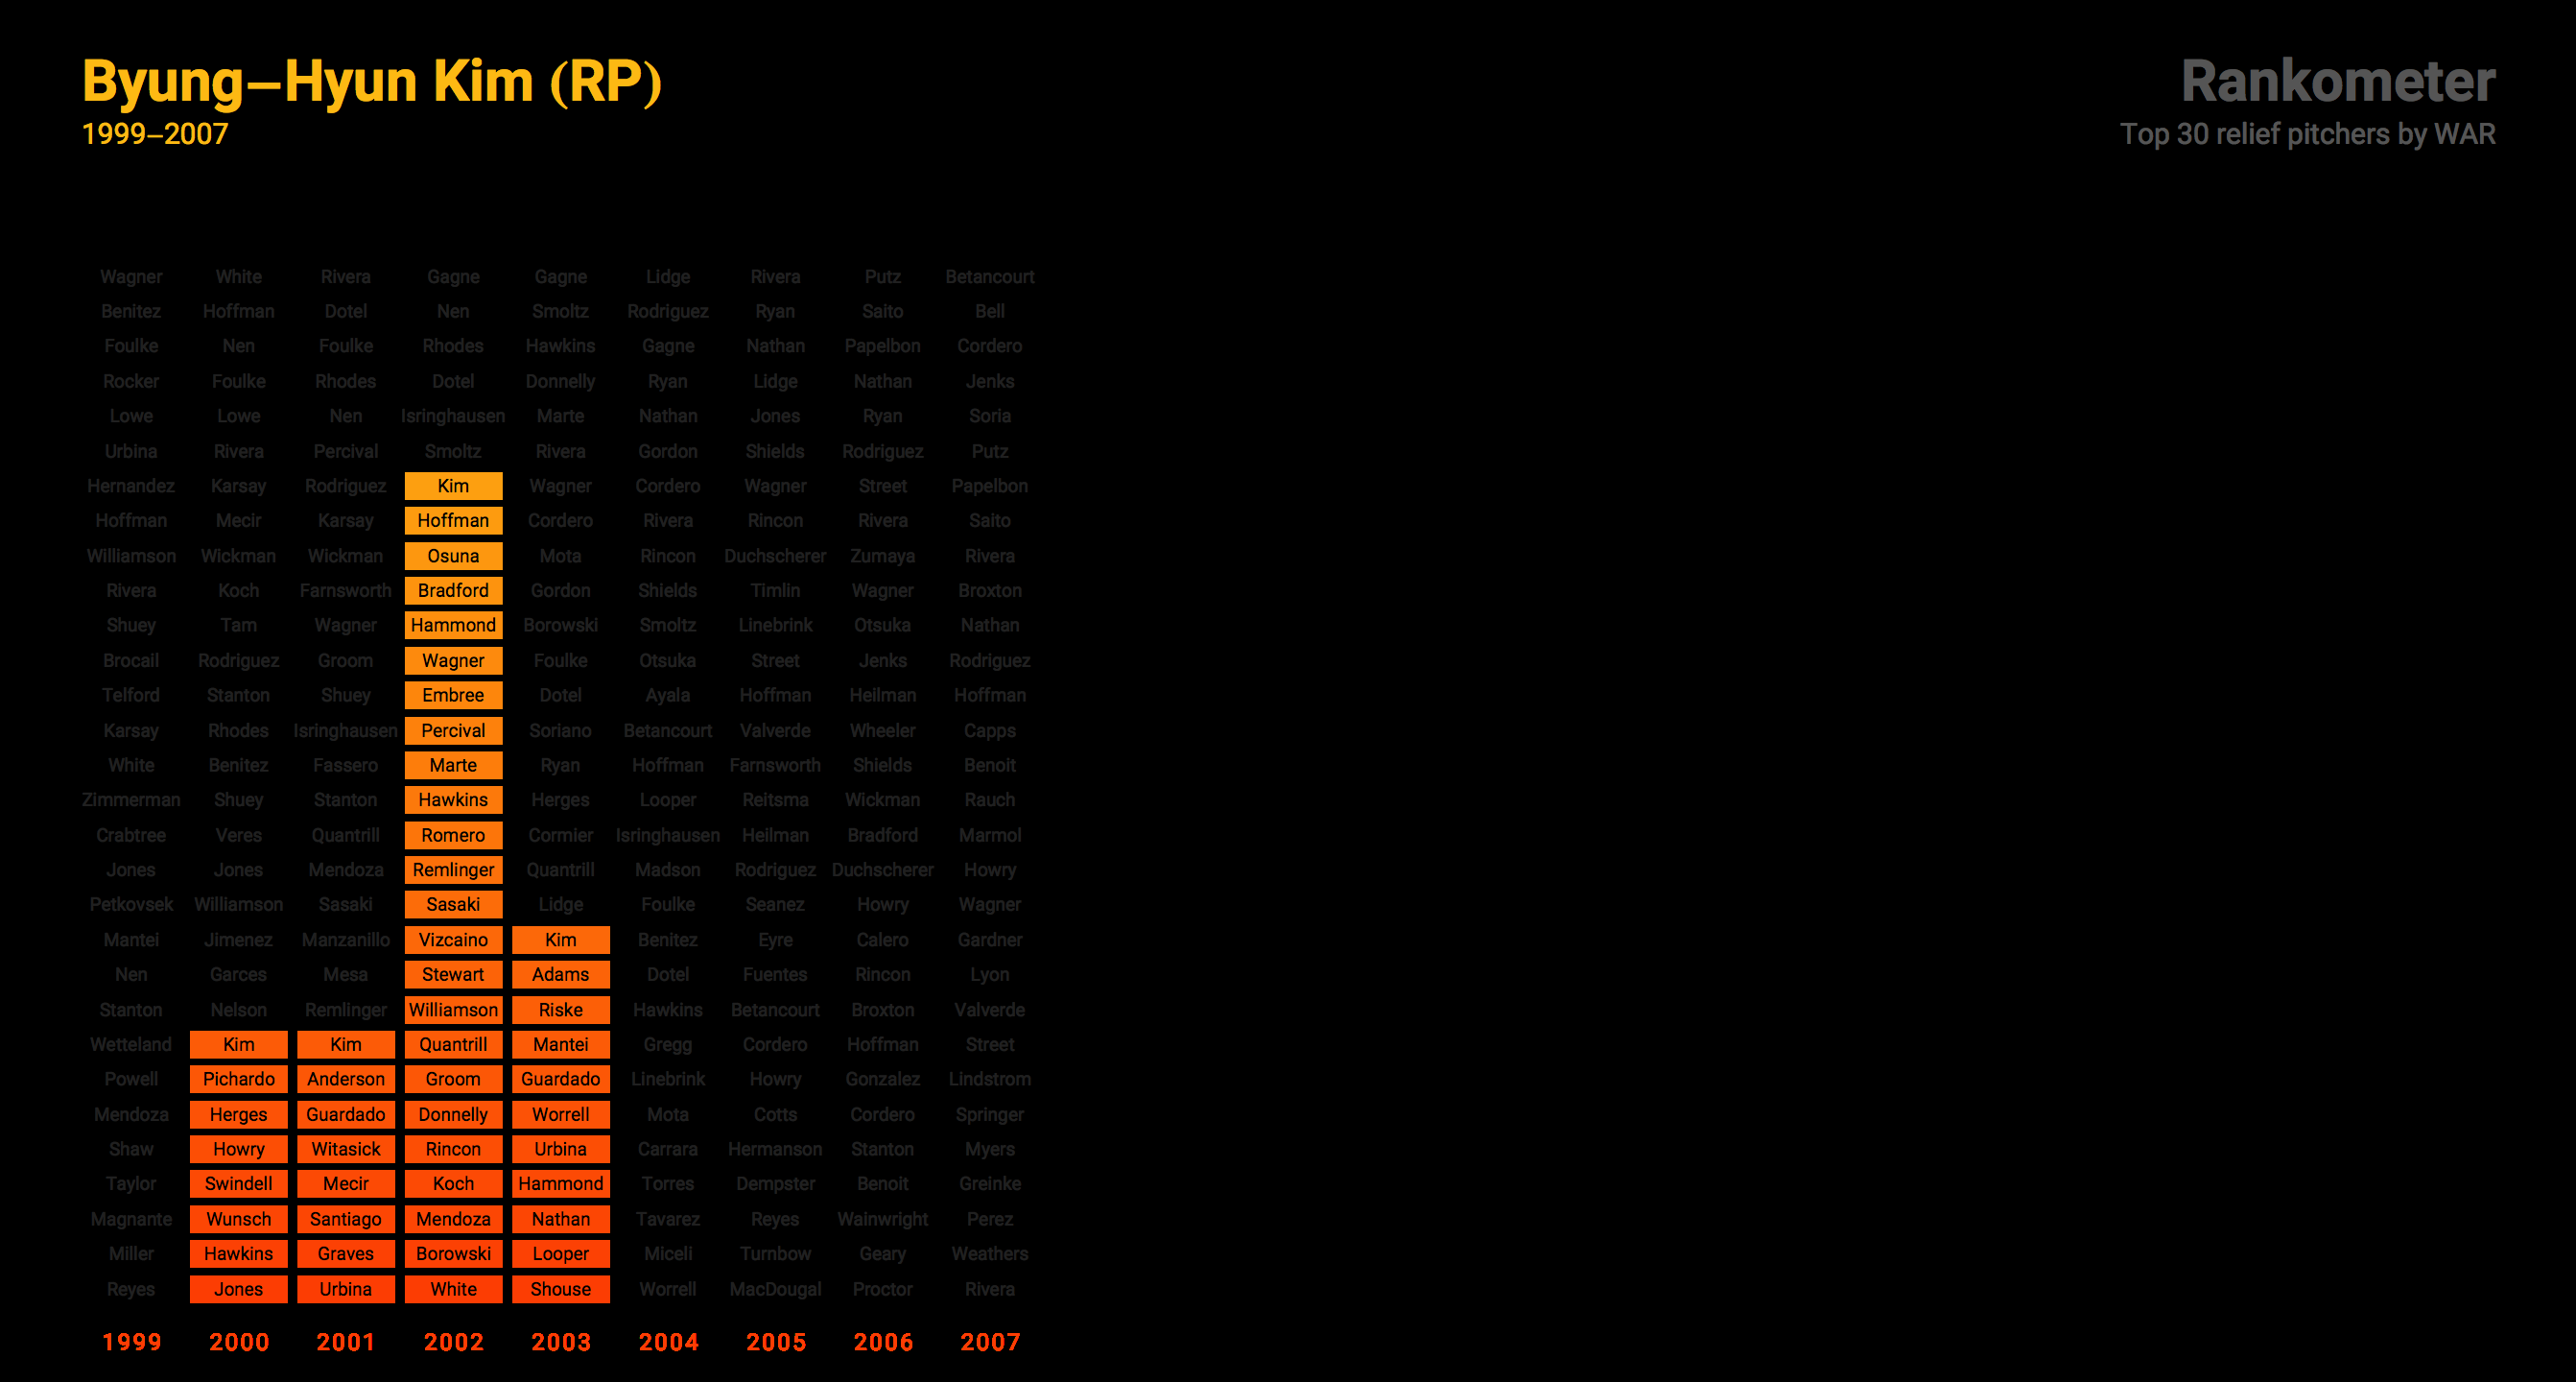 Byung–Hyun Kim (RP)
1999–2007
Rankometer
Top 30 relief pitchers by WAR
Wagner White Rivera Gagne Gagne Lidge Rivera Putz Betancourt
Benitez Hoffman Dotel Nen Smoltz Rodriguez Ryan Saito Bell
Foulke Nen Foulke Rhodes Hawkins Gagne Nathan Papelbon Cordero
Rocker Foulke Rhodes Dotel Donnelly Ryan Lidge Nathan Jenks
Lowe Lowe Nen Isringhausen Marte Nathan Jones Ryan Soria
Urbina Rivera Percival Smoltz Rivera Gordon Shields Rodriguez Putz
Hernandez Karsay Rodriguez Kim Wagner Cordero Wagner Street Papelbon
Hoffman Mecir Karsay Hoffman Cordero Rivera Rincon Rivera Saito
Williamson Wickman Wickman Osuna Mota Rincon Duchscherer Zumaya Rivera
Rivera Koch Farnsworth Bradford Gordon Shields Timlin Wagner Broxton
Shuey Tam Wagner Hammond Borowski Smoltz Linebrink Otsuka Nathan
Brocail Rodriguez Groom Wagner Foulke Otsuka Street Jenks Rodriguez
Telford Stanton Shuey Embree Dotel Ayala Hoffman Heilman Hoffman
Karsay Rhodes Isringhausen Percival Soriano Betancourt Valverde Wheeler Capps
White Benitez Fassero Marte Ryan Hoffman Farnsworth Shields Benoit
Zimmerman Shuey Stanton Hawkins Herges Looper Reitsma Wickman Rauch
Crabtree Veres Quantrill Romero Cormier Isringhausen Heilman Bradford Marmol
Jones Jones Mendoza Remlinger Quantrill Madson Rodriguez Duchscherer Howry
Petkovsek Williamson Sasaki Sasaki Lidge Foulke Seanez Howry Wagner
Mantei Jimenez Manzanillo Vizcaino Kim Benitez Eyre Calero Gardner
Nen Garces Mesa Stewart Adams Dotel Fuentes Rincon Lyon
Stanton Nelson Remlinger Williamson Riske Hawkins Betancourt Broxton Valverde
Wetteland Kim Kim Quantrill Mantei Gregg Cordero Hoffman Street
Powell Pichardo Anderson Groom Guardado Linebrink Howry Gonzalez Lindstrom
Mendoza Herges Guardado Donnelly Worrell Mota Cotts Cordero Springer
Shaw Howry Witasick Rincon Urbina Carrara Hermanson Stanton Myers
Taylor Swindell Mecir Koch Hammond Torres Dempster Benoit Greinke
Magnante Wunsch Santiago Mendoza Nathan Tavarez Reyes Wainwright Perez
Miller Hawkins Graves Borowski Looper Miceli Turnbow Geary Weathers
Reyes Jones Urbina White Shouse Worrell MacDougal Proctor Rivera
1999 2000 2001 2002 2003 2004 2005 2006 2007